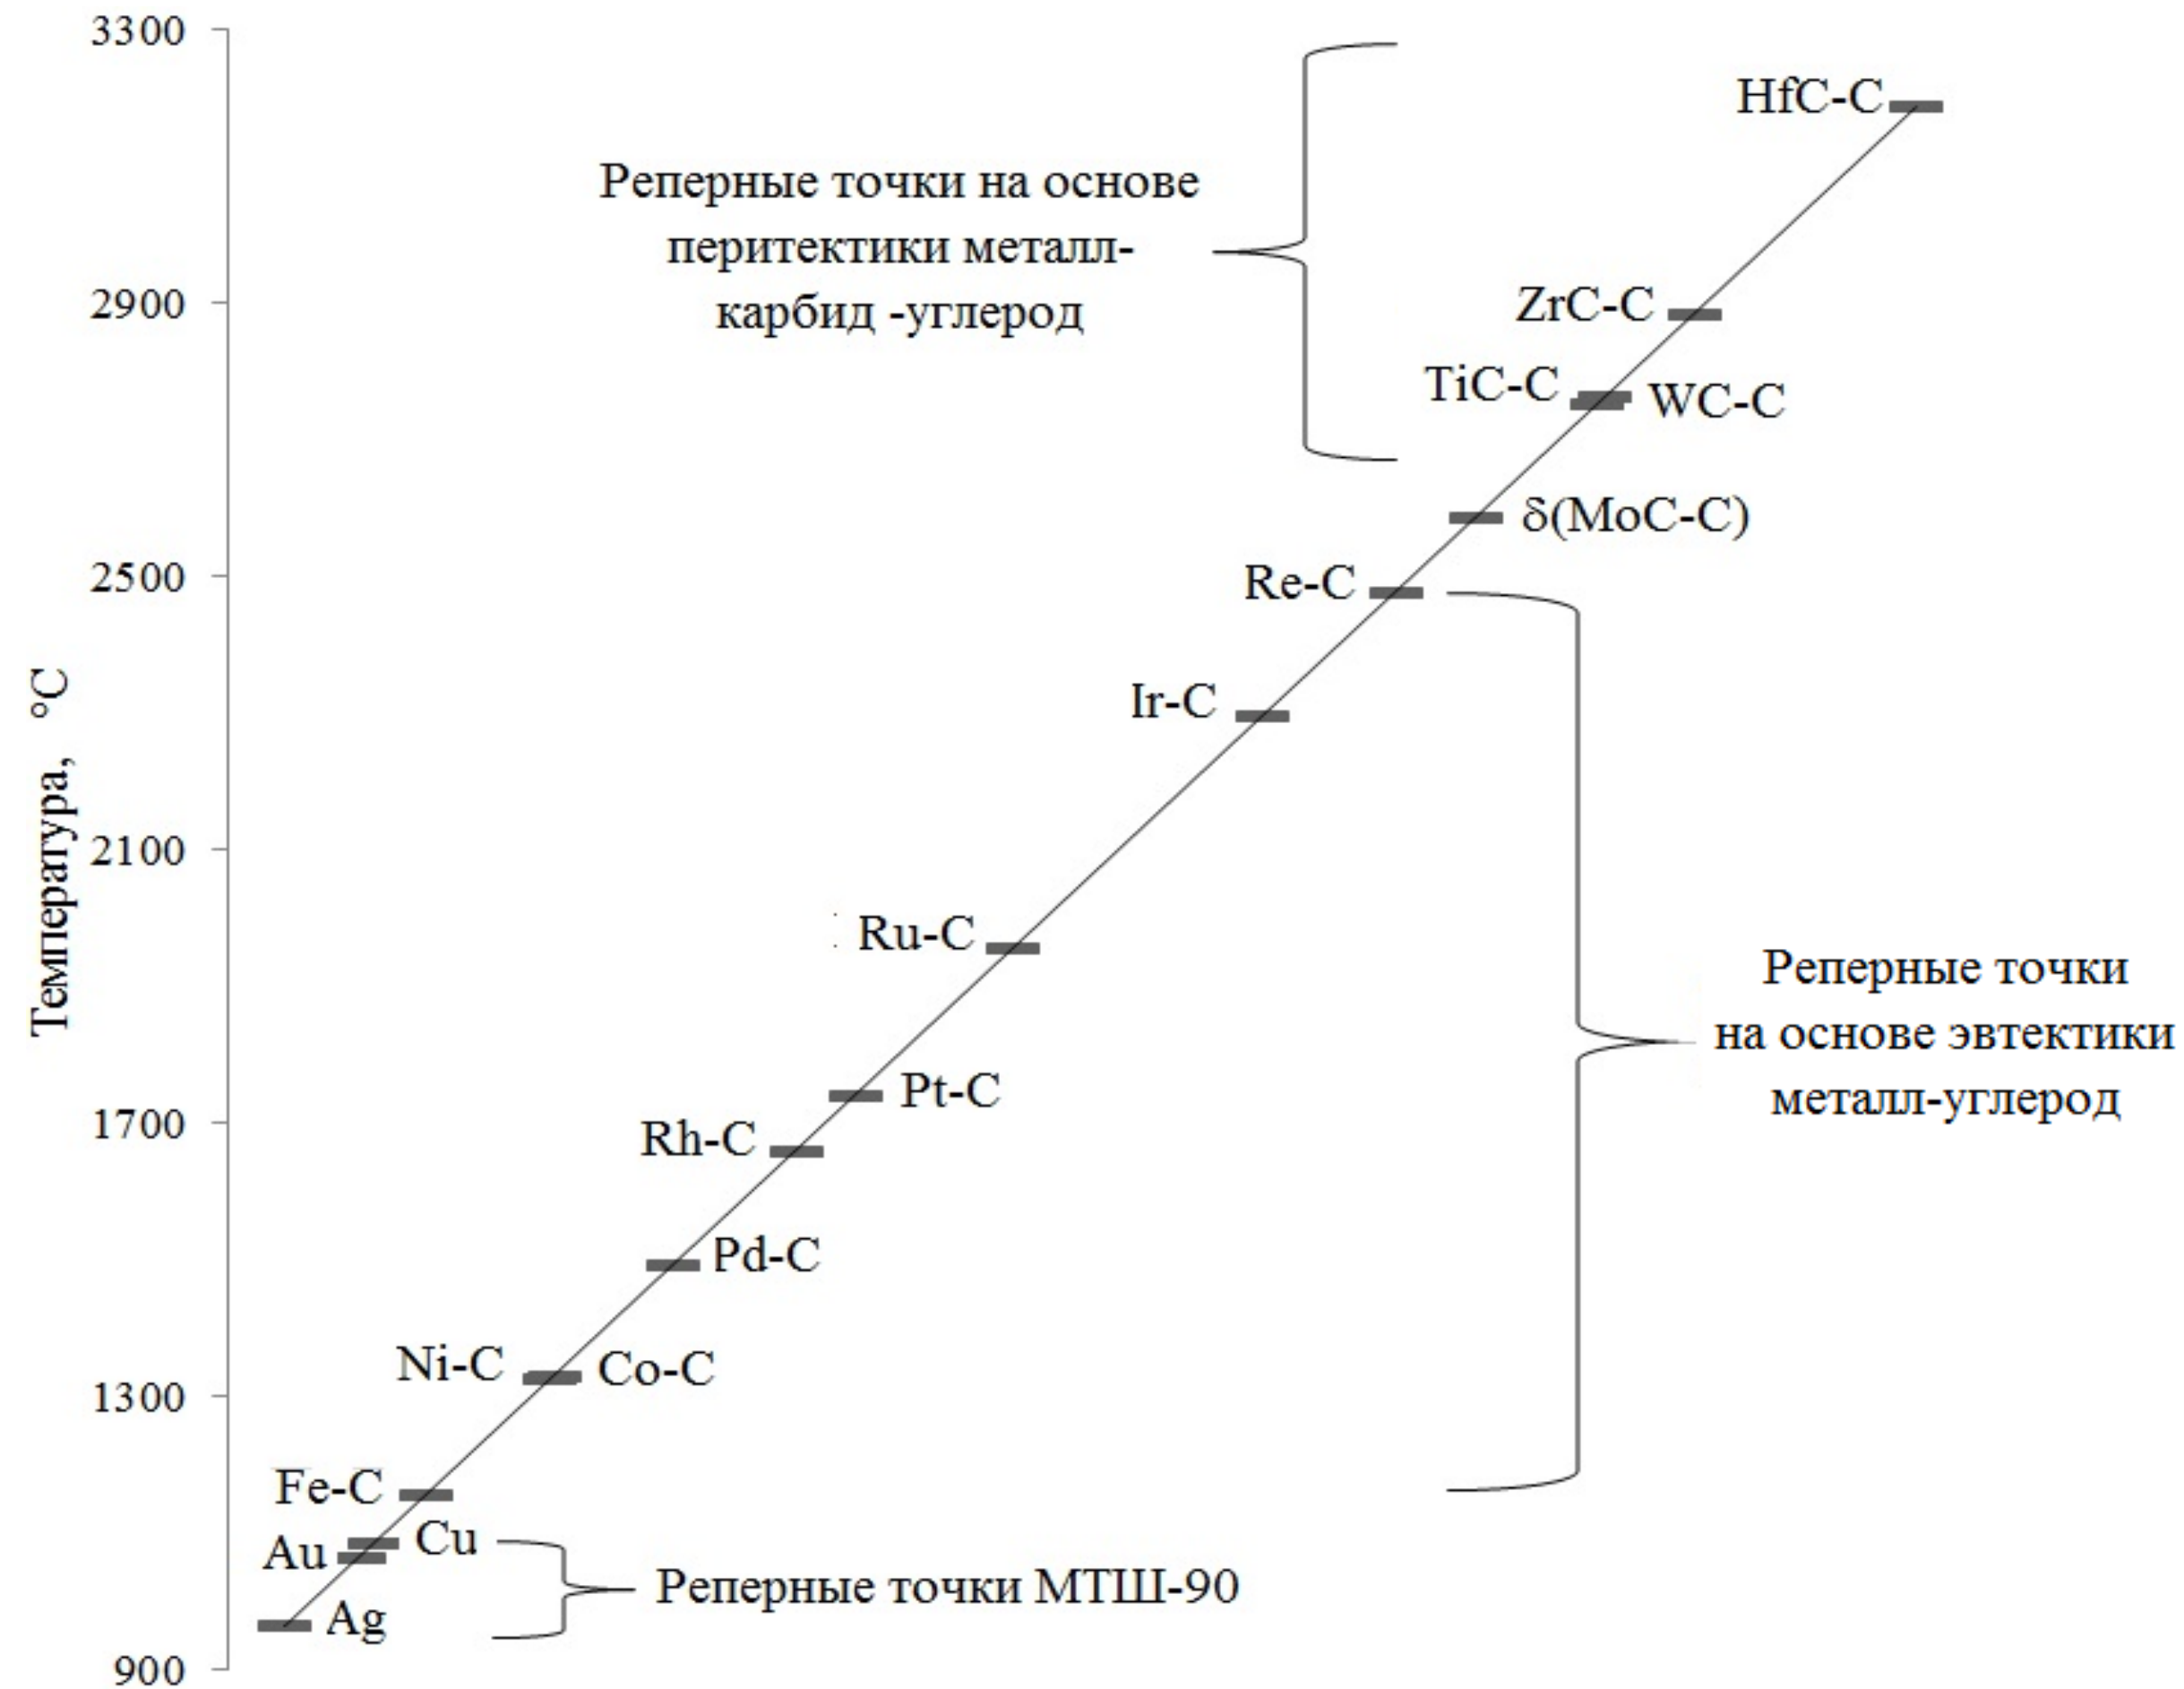 3300
HfC-C
Реперные точки на основе
перитектики металл-
карбид -углерод
2900
ZrC-C
TiC-C
WC-C
δ(MoC-C)
2500
Re-C
Ir-C
Температура, °C
2100
Ru-C
Реперные точки
на основе эвтектики
металл-углерод
Pt-C
1700
Rh-C
Pd-C
Ni-C
Co-C
1300
Fe-C
Cu
Au
Реперные точки МТШ-90
Ag
900